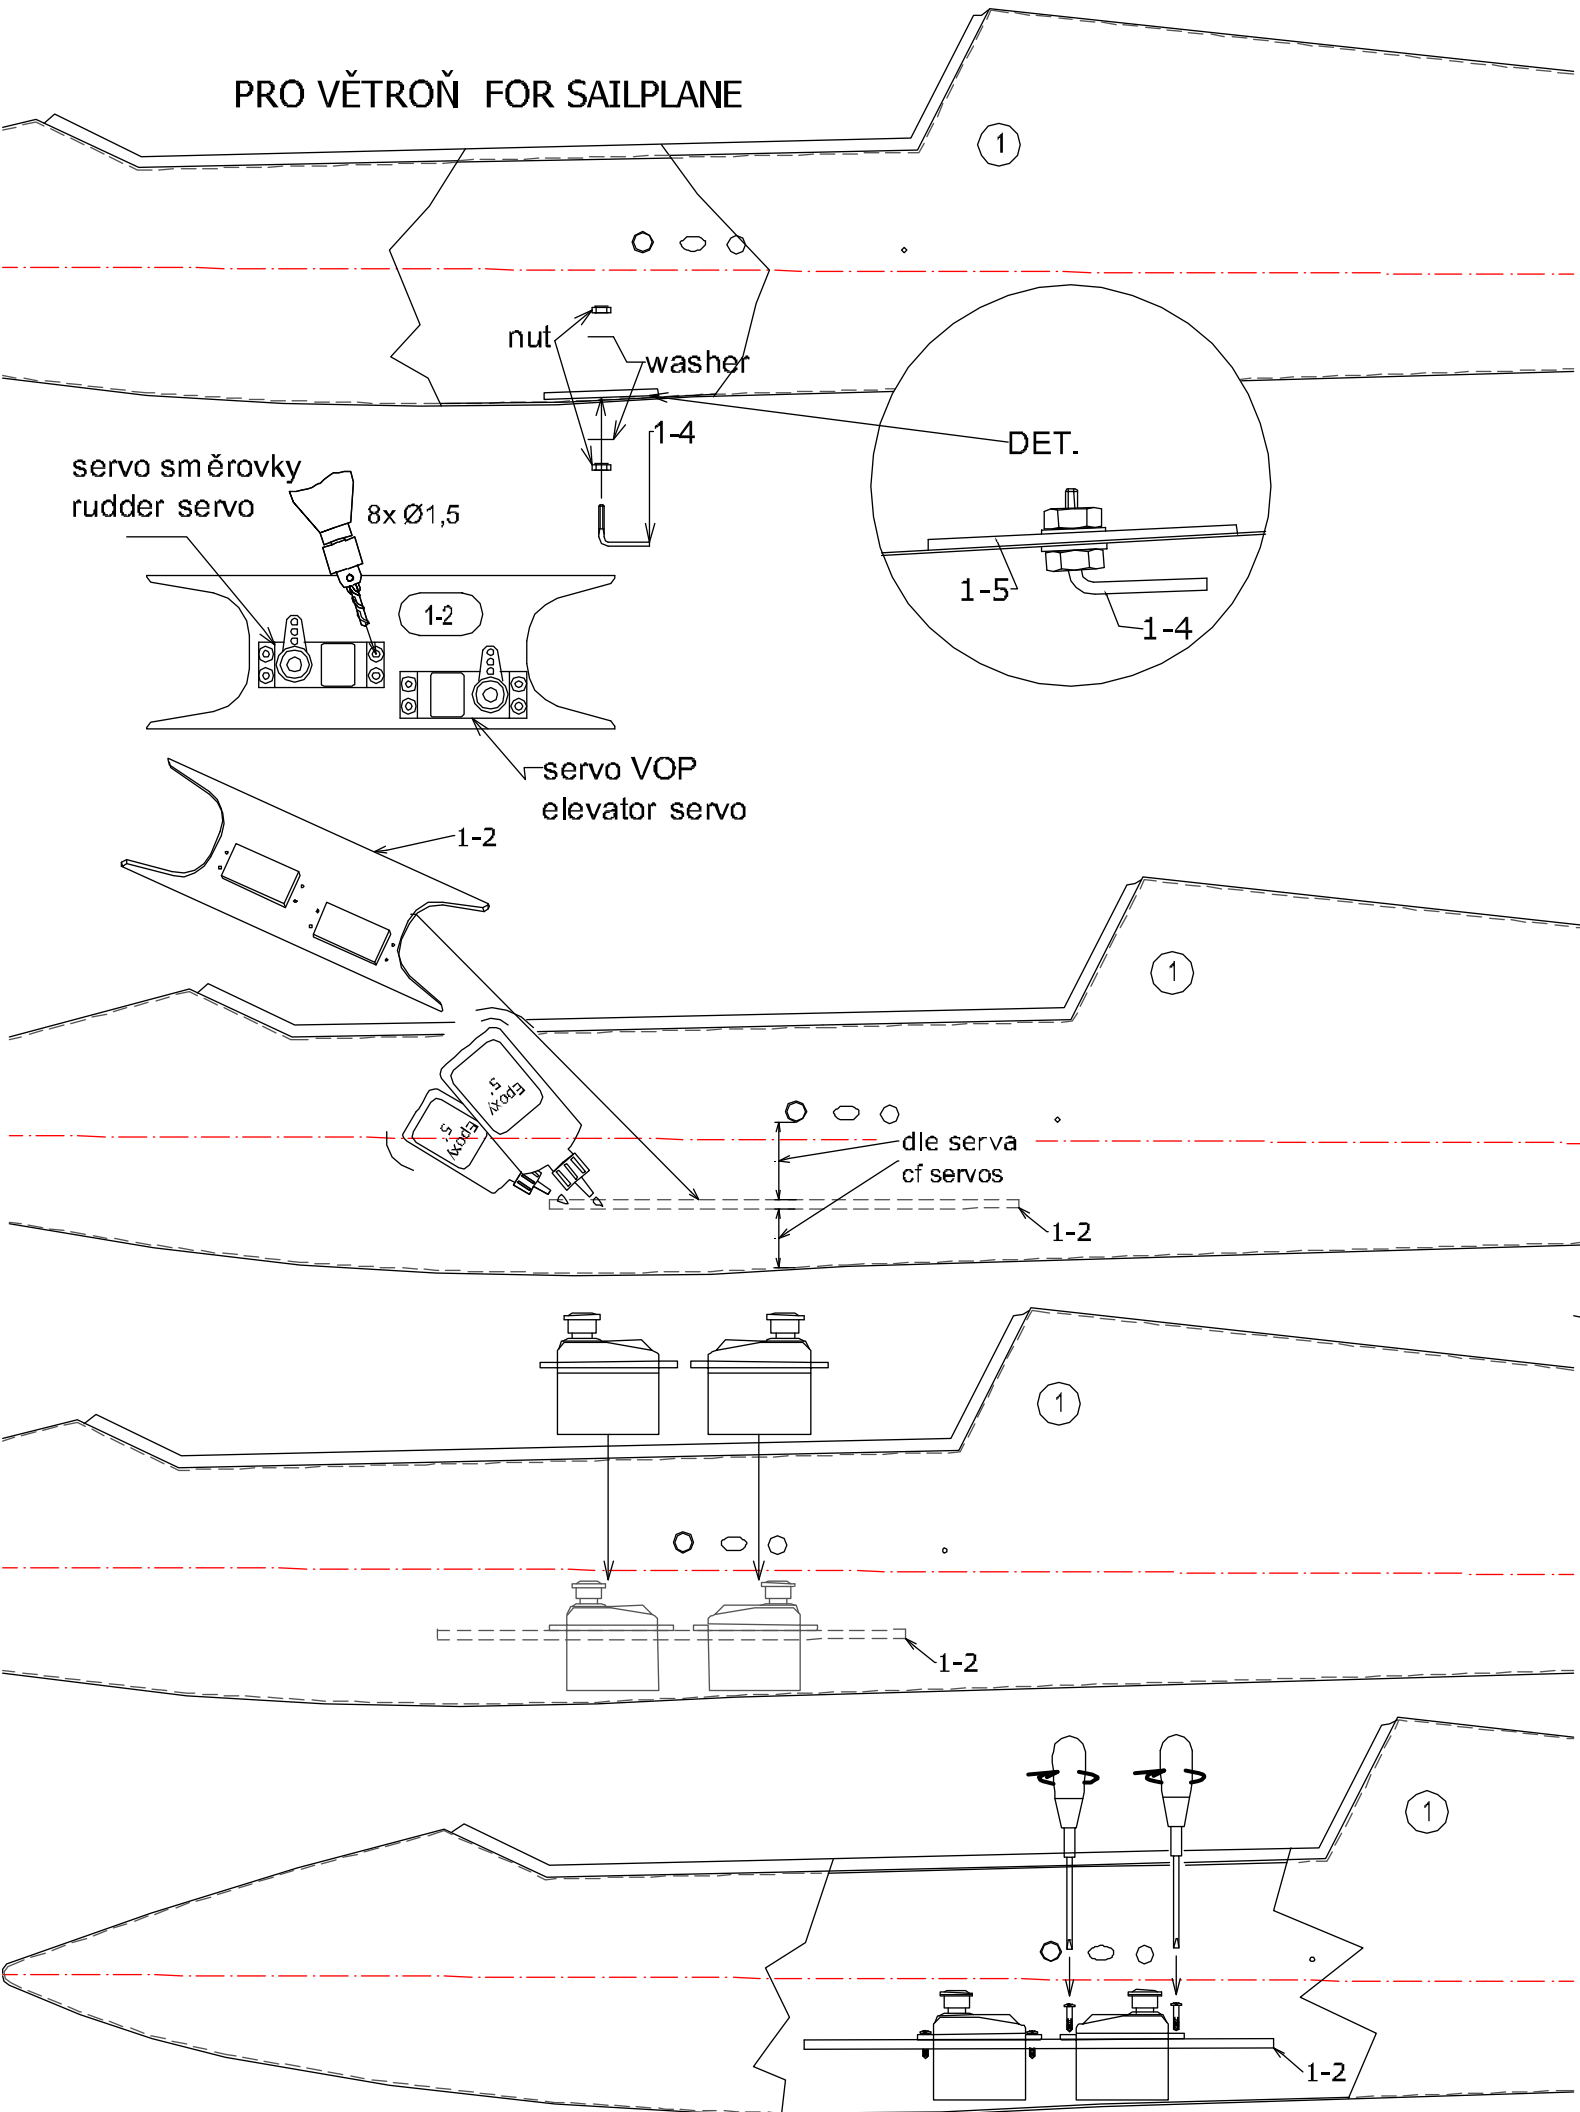 PRO VĚTROŇ FOR SAILPLANE
1
nut
washer
1-4
DET.
servo směrovky
rudder servo
8x Ø1,5
1-5
1-4
1-2
servo VOP
elevator servo
1-2
1
Epoxy
5'
Epoxy
5'
dle serva
cf servos
1-2
1
1-2
1
1-2